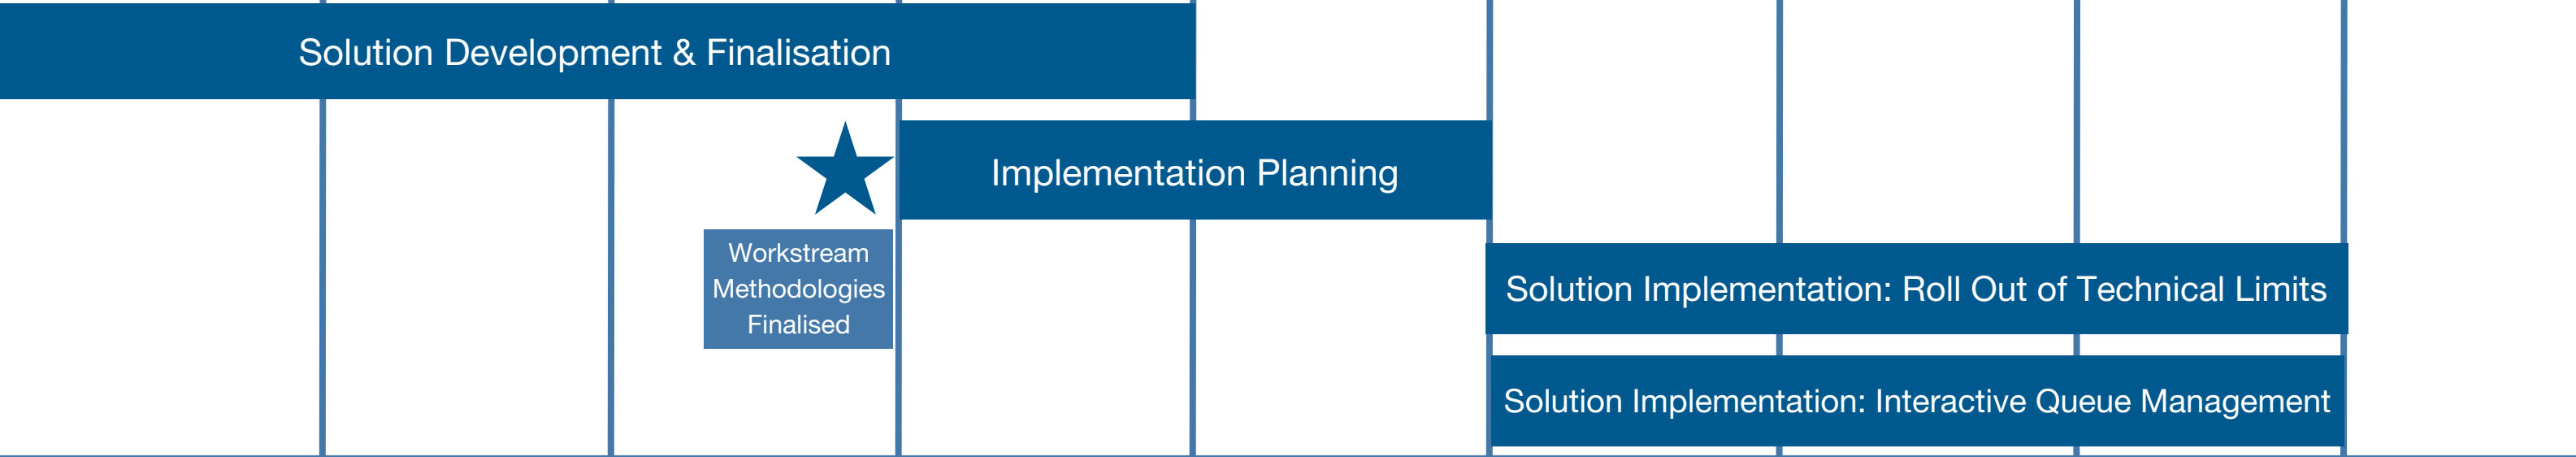 Solution Development & Finalisation
Implementation Planning
Workstream
Methodologies
Finalised
Solution Implementation: Roll Out of Technical Limits
Solution Implementation: Interactive Queue Management